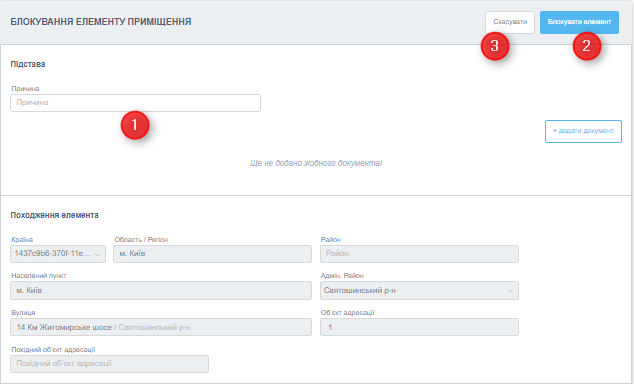 БЛОКУВАННЯ ЕЛЕМЕНТУ ПРИМІЩЕННЯ
Скасувати
Блокувати елемент
3
2
Підстава
Причина
Причина
1
+ додати документ
Ще не додано жодного документа!
Походження елемента
Країна
Область / Регіон
Район
1437c9b6-370f-11e...
м. Київ
Район
Населений пункт
Адмін. Район
м. Київ
Святошинський р-н
Вулиця
Об'єкт адресації
14 Км Житомирське шосе / Святошинський р-н
1
Похідний об'єкт адресації
Похідний об'єкт адресації